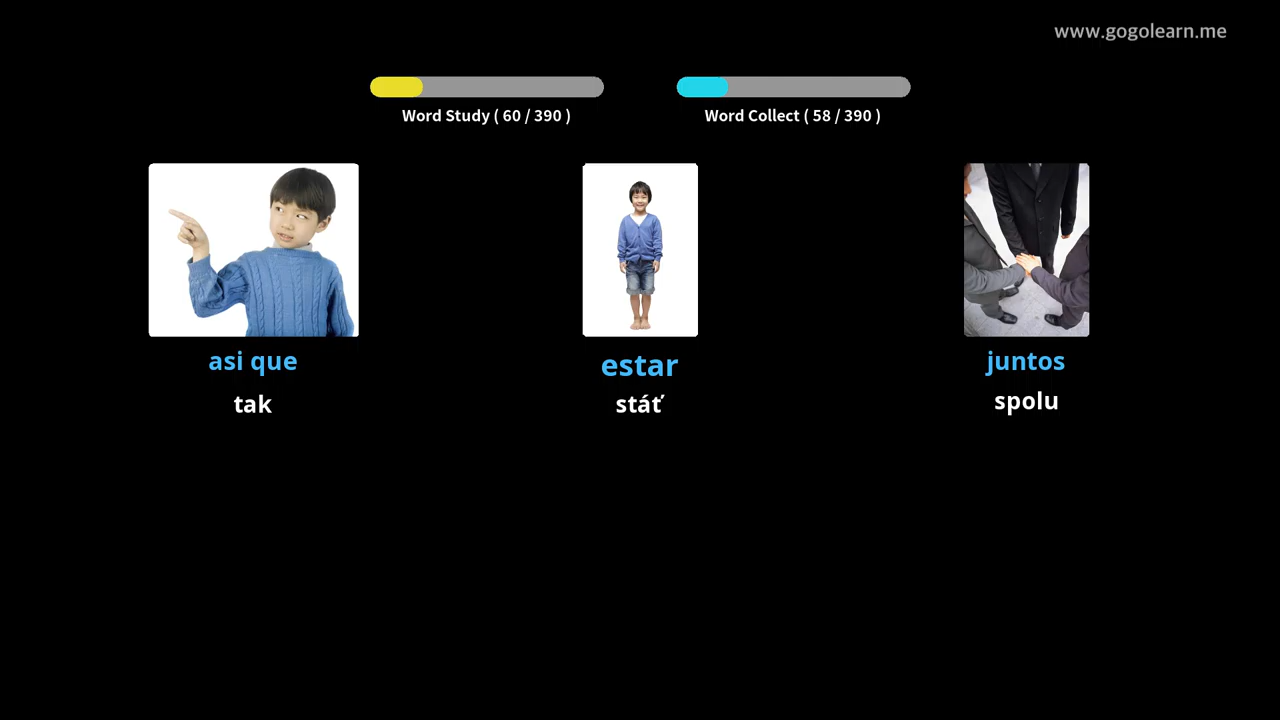 www.gogolearn.me
Word Study ( 60 / 390 )
Word Collect ( 58 / 390 )
asi que
estar
juntos
tak
stáť
spolu